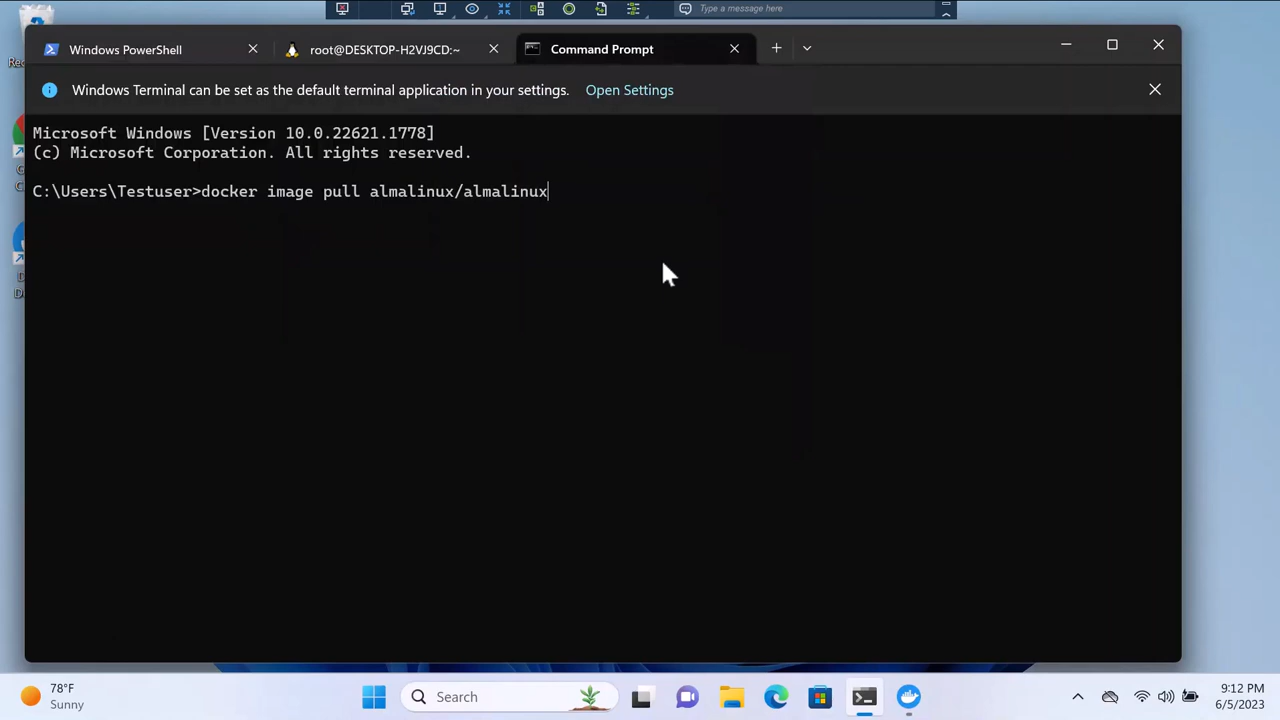 Type a message here
Windows PowerShell
root@DESKTOP-H2VJ9CD:~
Command Prompt
Windows Terminal can be set as the default terminal application in your settings. Open Settings
Microsoft Windows [Version 10.0.22621.1778]
(c) Microsoft Corporation. All rights reserved.
C:\Users\Testuser>docker image pull almalinux/almalinux
78°F
Sunny
Search
9:12 PM
6/5/2023